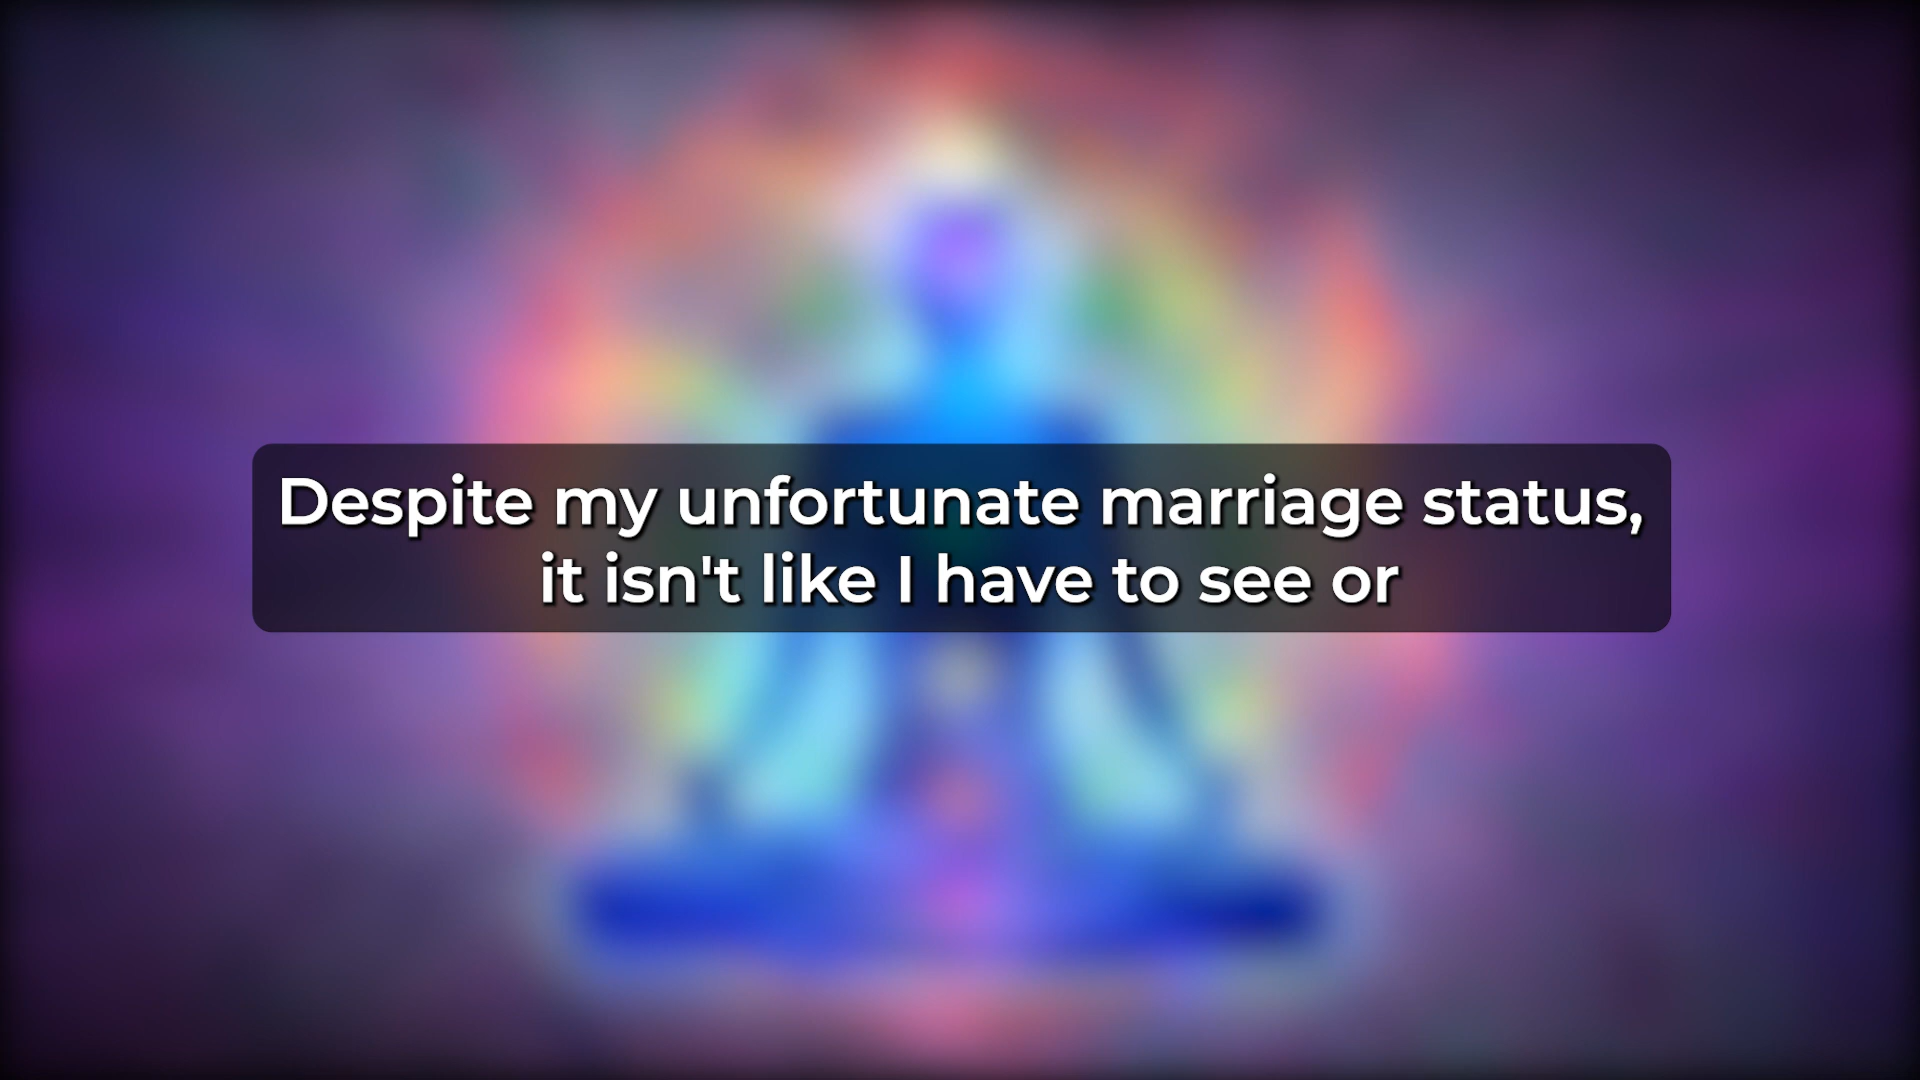 Despite my unfortunate marriage status,
it isn't like I have to see or